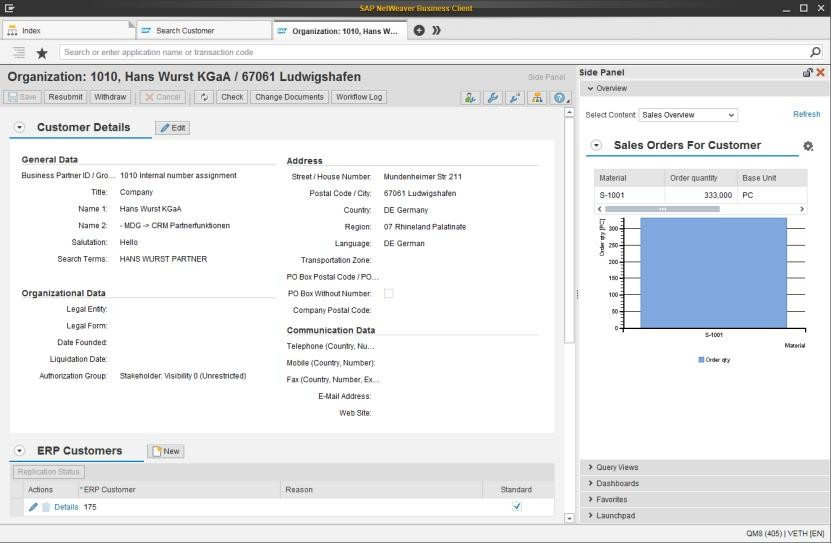 SAP NetWeaver Business Client
Index
Search Customer
Organization: 1010, Hans W...
Search or enter application name or transaction code
Organization: 1010, Hans Wurst KGaA / 67061 Ludwigshafen
Side Panel
Save Resubmit Withdraw Cancel Check Change Documents Workflow Log
Customer Details
Edit
General Data
Business Partner ID / Gro... 1010 Internal number assignment
Title: Company
Name 1: Hans Wurst KGaA
Name 2: - MDG -> CRM Partnerfunktionen
Salutation: Hello
Search Terms: HANS WURST PARTNER
Organizational Data
Legal Entity:
Legal Form:
Date Founded:
Liquidation Date:
Authorization Group: Stakeholder: Visibility 0 (Unrestricted)
Address
Street / House Number: Mundenheimer Str 211
Postal Code / City: 67061 Ludwigshafen
Country: DE Germany
Region: 07 Rhineland Palatinate
Language: DE German
Transportation Zone:
PO Box Postal Code / PO...
PO Box Without Number:
Company Postal Code:
Communication Data
Telephone (Country, Nu...
Mobile (Country, Number):
Fax (Country, Number, Ex...
E-Mail Address:
Web Site:
ERP Customers
New
Replication Status
Actions *ERP Customer Reason Standard
Details 175
Side Panel
Overview
Select Content: Sales Overview
Refresh
Sales Orders For Customer
Material Order quantity Base Unit
S-1001 333,000 PC
Order qty [PC]
300
250
200
150
100
50
0
S-1001
Material
Order qty
Query Views
Dashboards
Favorites
Launchpad
QM8 (405) | VETH [EN]